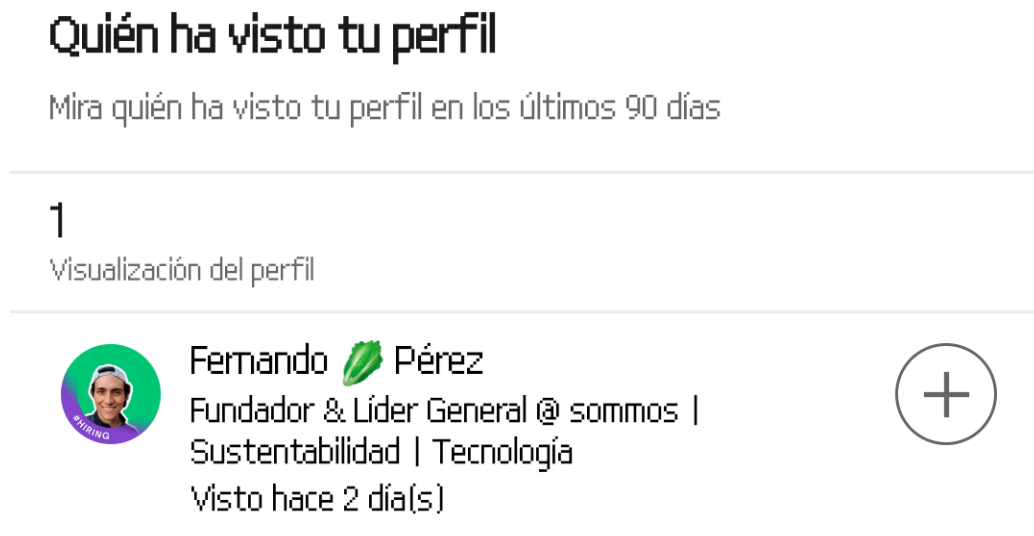 Quién ha visto tu perfil
Mira quién ha visto tu perfil en los últimos 90 días
1
Visualización del perfil
Fernando 🥬 Pérez
Fundador & Líder General @ sommos |
Sustentabilidad | Tecnología
Visto hace 2 día(s)
#HIRING